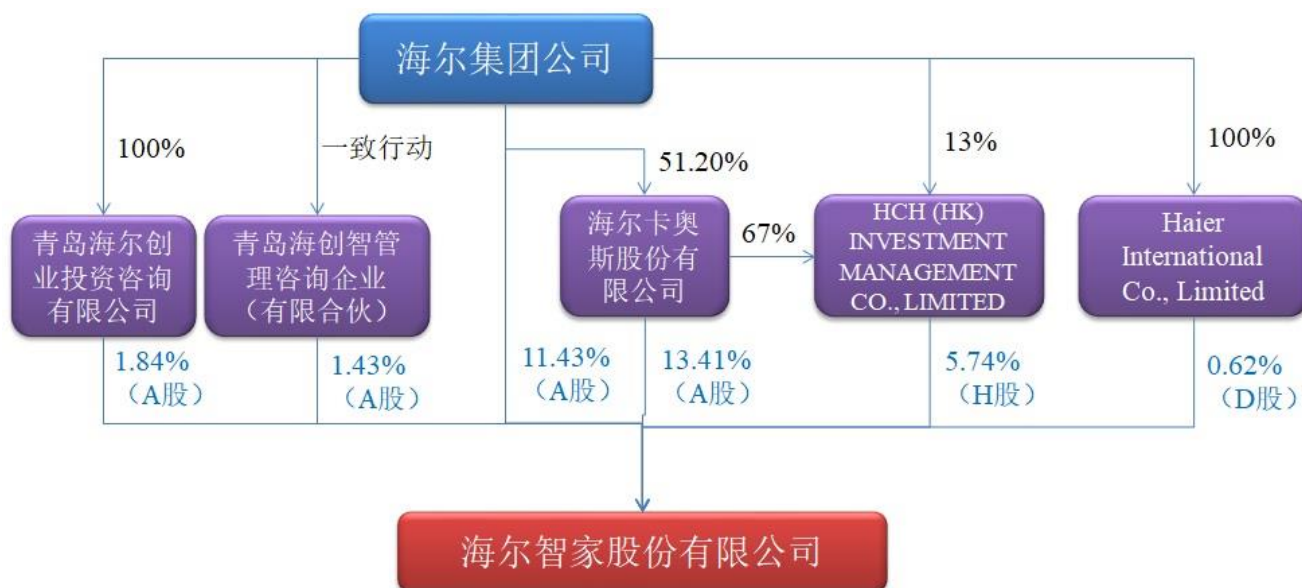 海尔集团公司
100%
一致行动
51.20%
13%
100%
青岛海尔创
业投资咨询
有限公司
青岛海创智管
理咨询企业
（有限合伙）
海尔卡奥
斯股份有
限公司
67%
HCH (HK)
INVESTMENT
MANAGEMENT
CO., LIMITED
Haier
International
Co., Limited
1.84%
（A股）
1.43%
（A股）
11.43%
（A股）
13.41%
（A股）
5.74%
（H股）
0.62%
（D股）
海尔智家股份有限公司